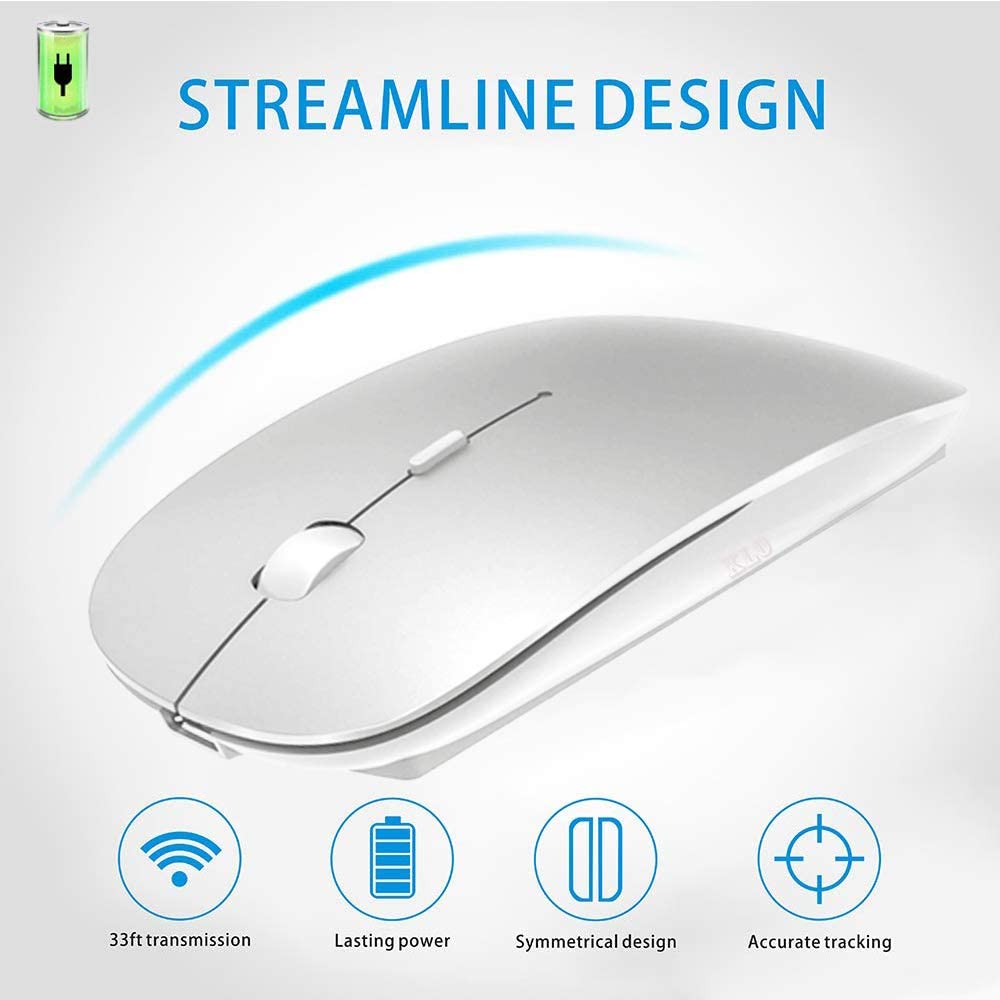 STREAMLINE DESIGN
33ft transmission
Lasting power
Symmetrical design
Accurate tracking